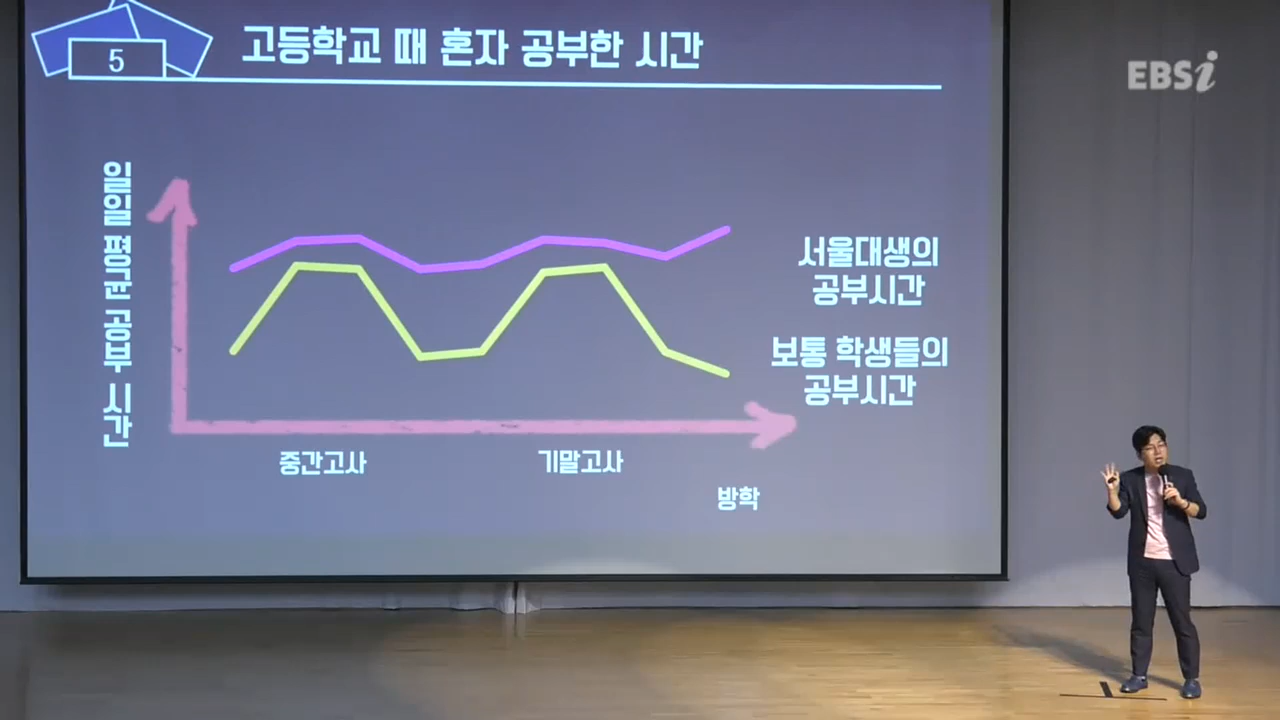 5
고등학교 때 혼자 공부한 시간
EBSi
일일 평균 공부 시간
서울대생의
공부시간
보통 학생들의
공부시간
중간고사
기말고사
방학